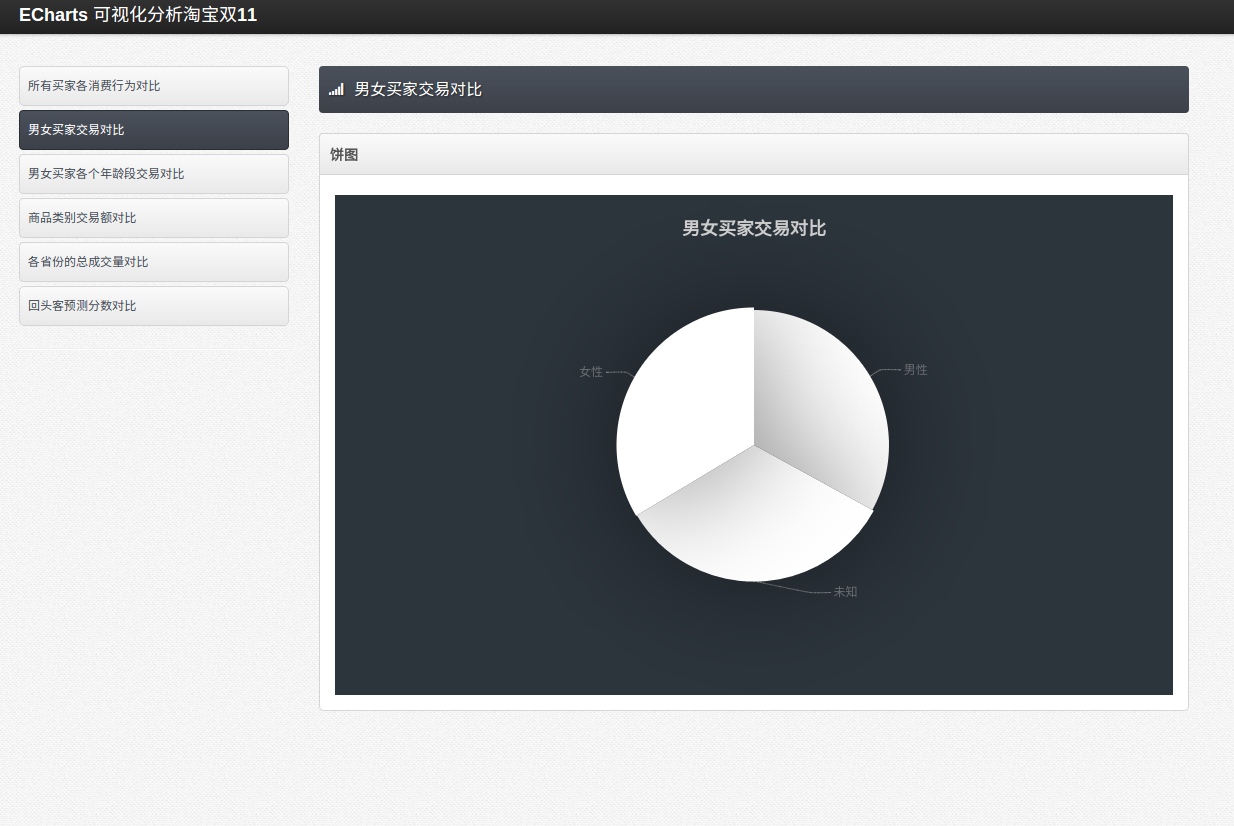 ECharts 可视化分析淘宝双11
所有买家各消费行为对比
男女买家交易对比
男女买家各个年龄段交易对比
商品类别交易额对比
各省份的总成交量对比
回头客预测分数对比
男女买家交易对比
饼图
男女买家交易对比
女性
男性
未知